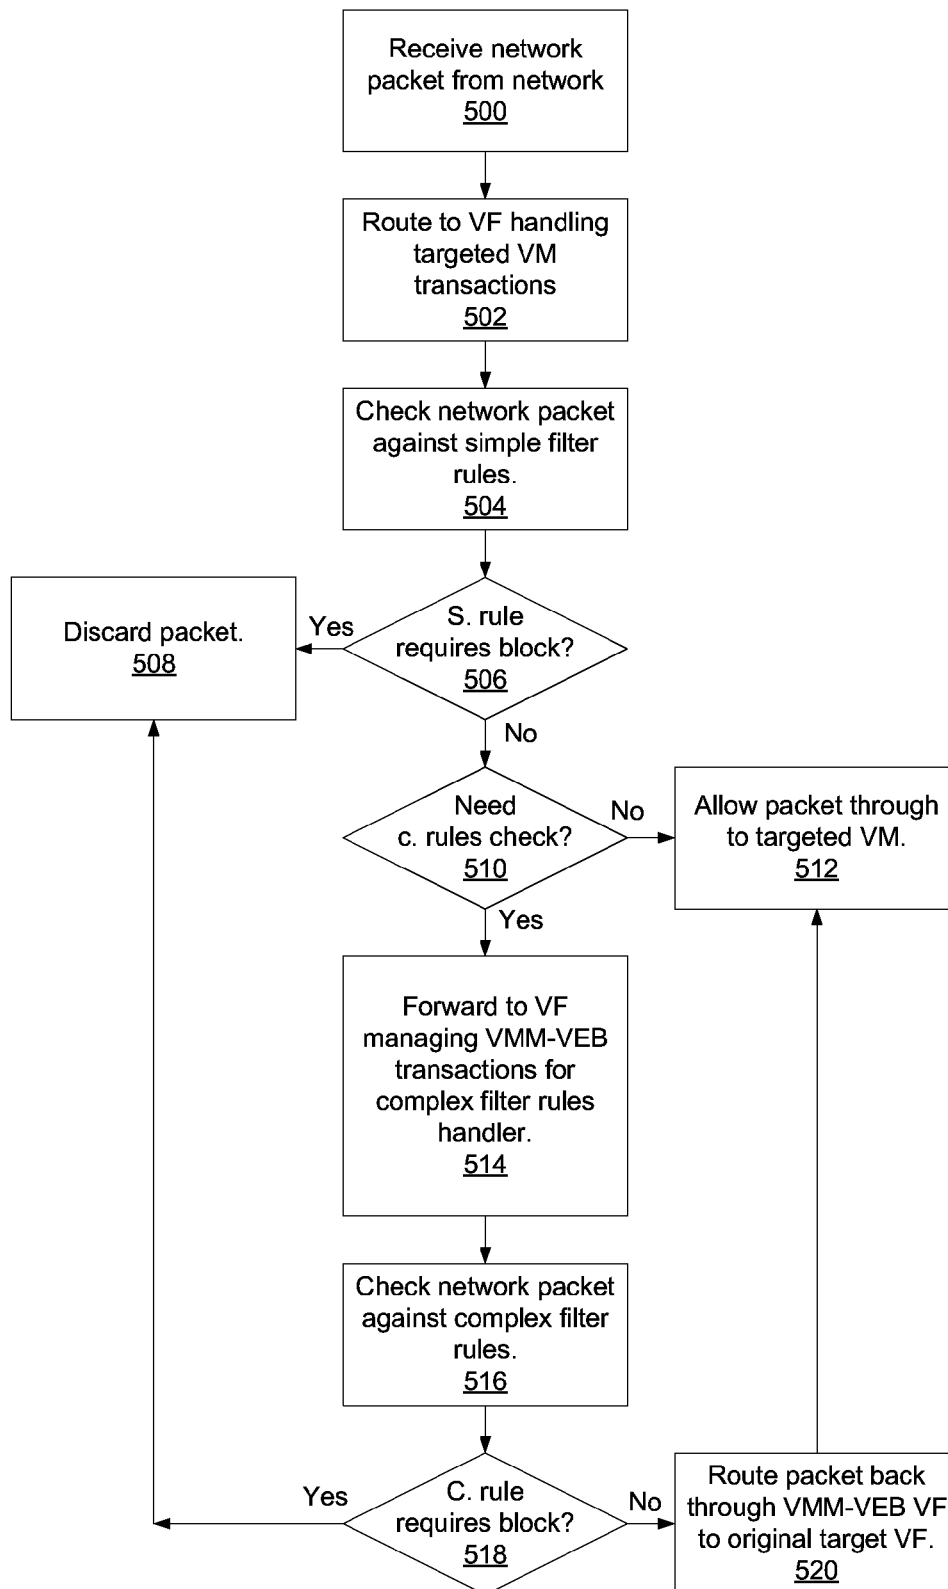 Receive network
packet from network
500
Route to VF handling
targeted VM
transactions
502
Check network packet
against simple filter
rules.
504
Discard packet.
508
Yes
S. rule
requires block?
506
No
Need
c. rules check?
510
No
Allow packet through
to targeted VM.
512
Yes
Forward to VF
managing VMM-VEB
transactions for
complex filter rules
handler.
514
Check network packet
against complex filter
rules.
516
Yes
C. rule
requires block?
518
No
Route packet back
through VMM-VEB VF
to original target VF.
520